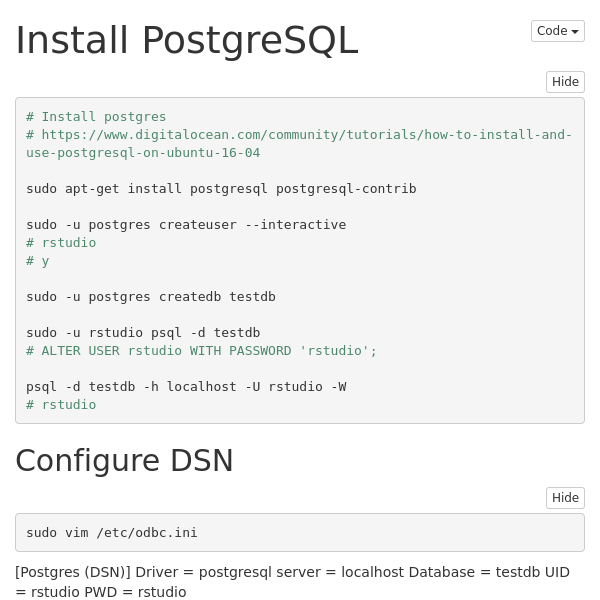 Install PostgreSQL
Code
Hide
# Install postgres
# https://www.digitalocean.com/community/tutorials/how-to-install-and-
use-postgresql-on-ubuntu-16-04
sudo apt-get install postgresql postgresql-contrib
sudo -u postgres createuser --interactive
# rstudio
# y
sudo -u postgres createdb testdb
sudo -u rstudio psql -d testdb
# ALTER USER rstudio WITH PASSWORD 'rstudio';
psql -d testdb -h localhost -U rstudio -W
# rstudio
Configure DSN
Hide
sudo vim /etc/odbc.ini
[Postgres (DSN)] Driver = postgresql server = localhost Database = testdb UID
= rstudio PWD = rstudio